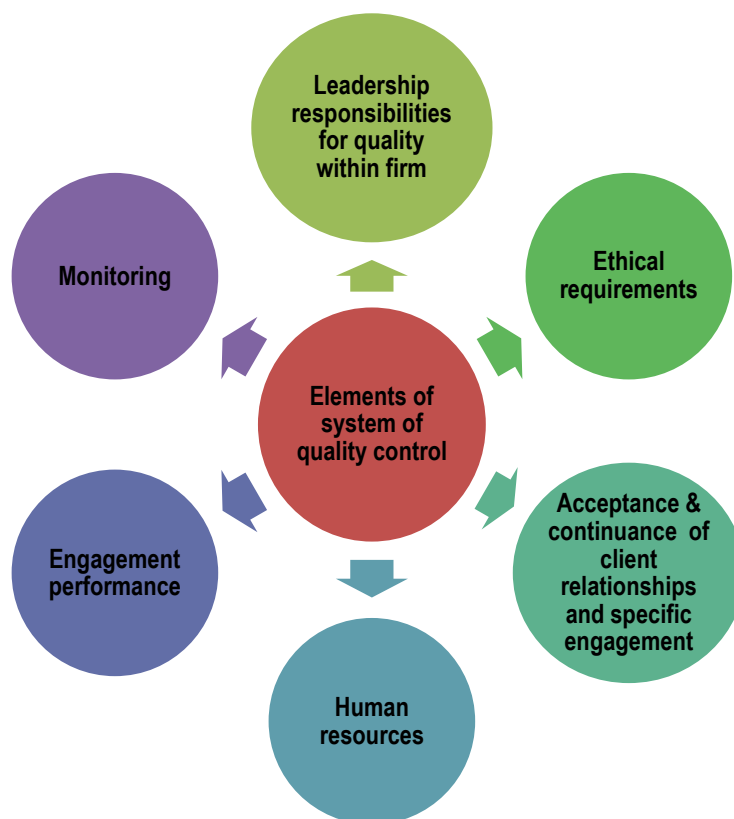 Leadership
responsibilities
for quality
within firm
Monitoring
Ethical
requirements
Elements of
system of
quality control
Engagement
performance
Acceptance &
continuance of
client
relationships
and specific
engagement
Human
resources